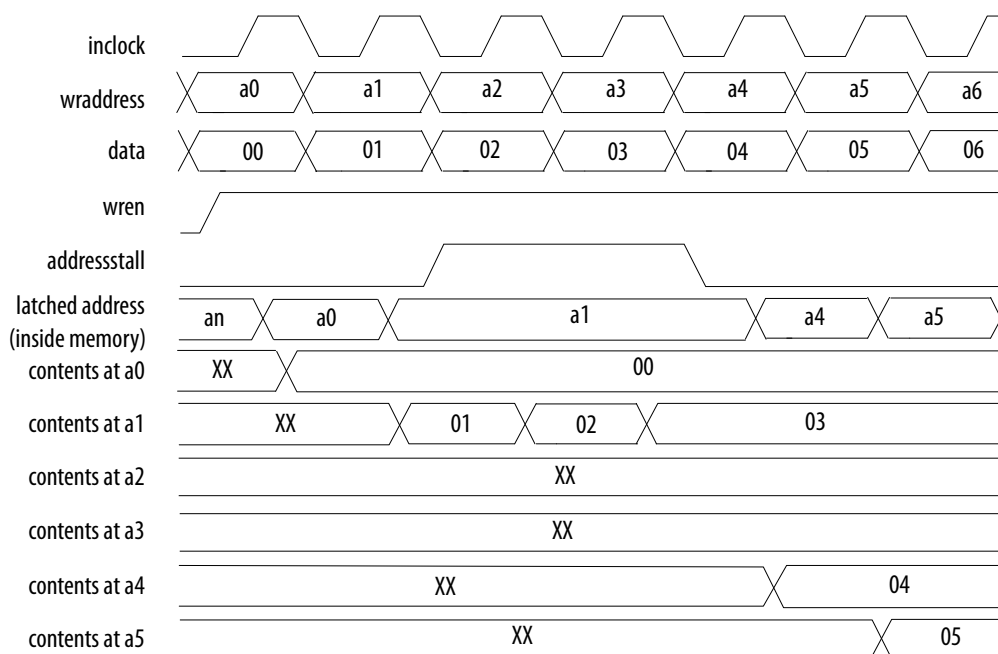 inclock
wraddress a0 a1 a2 a3 a4 a5 a6
data 00 01 02 03 04 05 06
wren
addressstall
latched address
(inside memory) an a0 a1 a4 a5
contents at a0 XX 00
contents at a1 XX 01 02 03
contents at a2 XX
contents at a3 XX
contents at a4 XX 04
contents at a5 XX 05